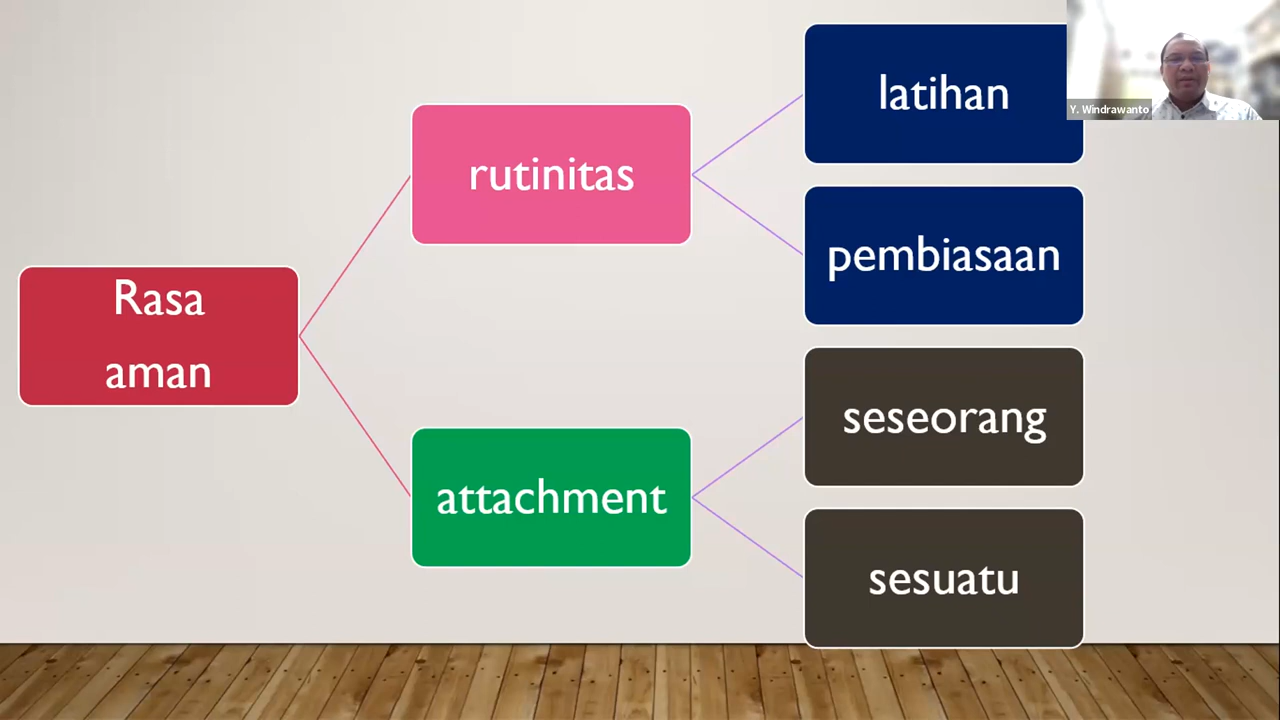 Rasa
aman
rutinitas
attachment
latihan
pembiasaan
seseorang
sesuatu
Y. Windrawanto